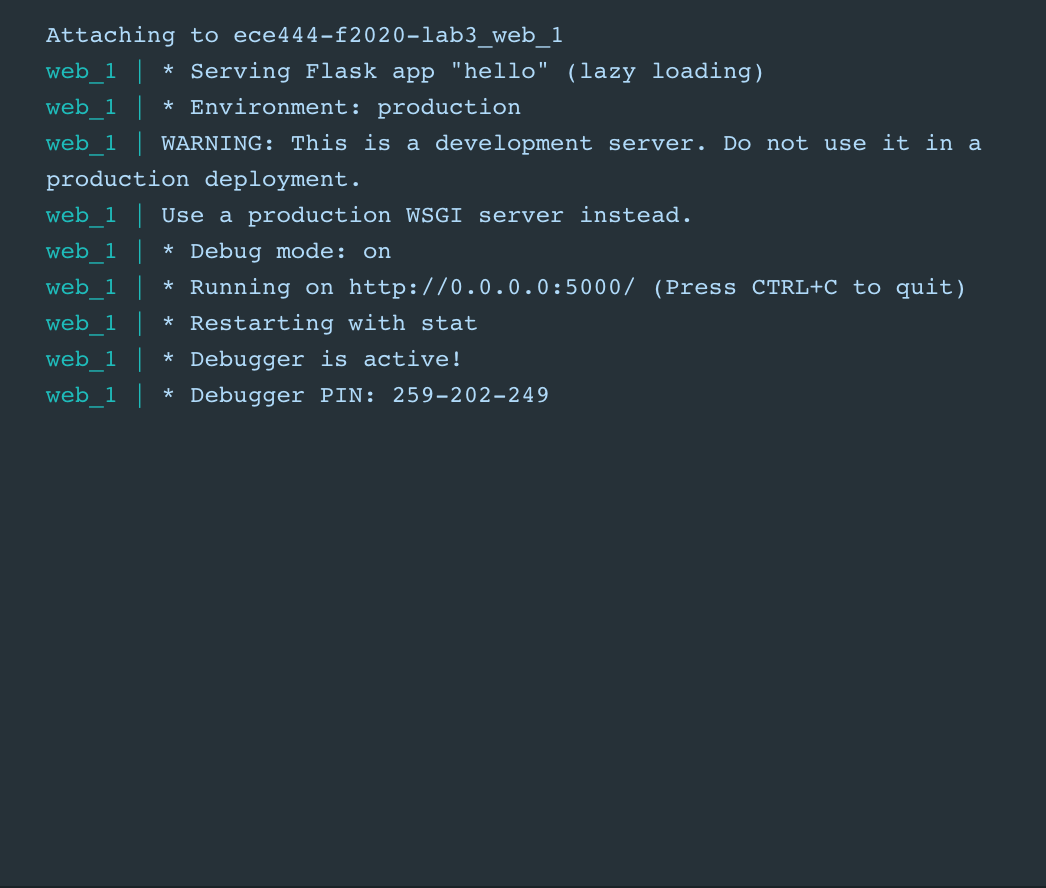 Attaching to ece444-f2020-lab3_web_1
web_1 | * Serving Flask app "hello" (lazy loading)
web_1 | * Environment: production
web_1 | WARNING: This is a development server. Do not use it in a
production deployment.
web_1 | Use a production WSGI server instead.
web_1 | * Debug mode: on
web_1 | * Running on http://0.0.0.0:5000/ (Press CTRL+C to quit)
web_1 | * Restarting with stat
web_1 | * Debugger is active!
web_1 | * Debugger PIN: 259-202-249